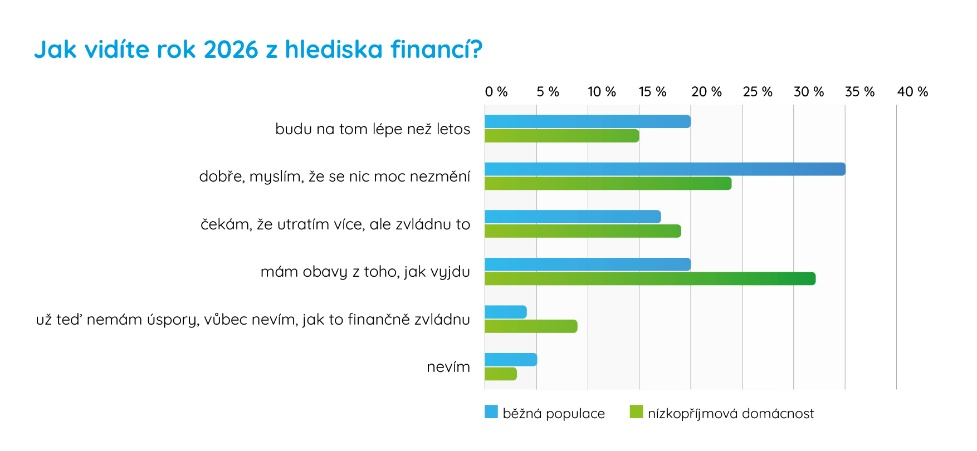 Jak vidíte rok 2026 z hlediska financí?
0 % 5 % 10 % 15 % 20 % 25 % 30 % 35 % 40 %
budu na tom lépe než letos
dobře, myslím, že se nic moc nezmění
čekám, že utratím více, ale zvládnu to
mám obavy z toho, jak vyjdu
už teď nemám úspory, vůbec nevím, jak to finančně zvládnu
nevím
běžná populace nízkopříjmová domácnost